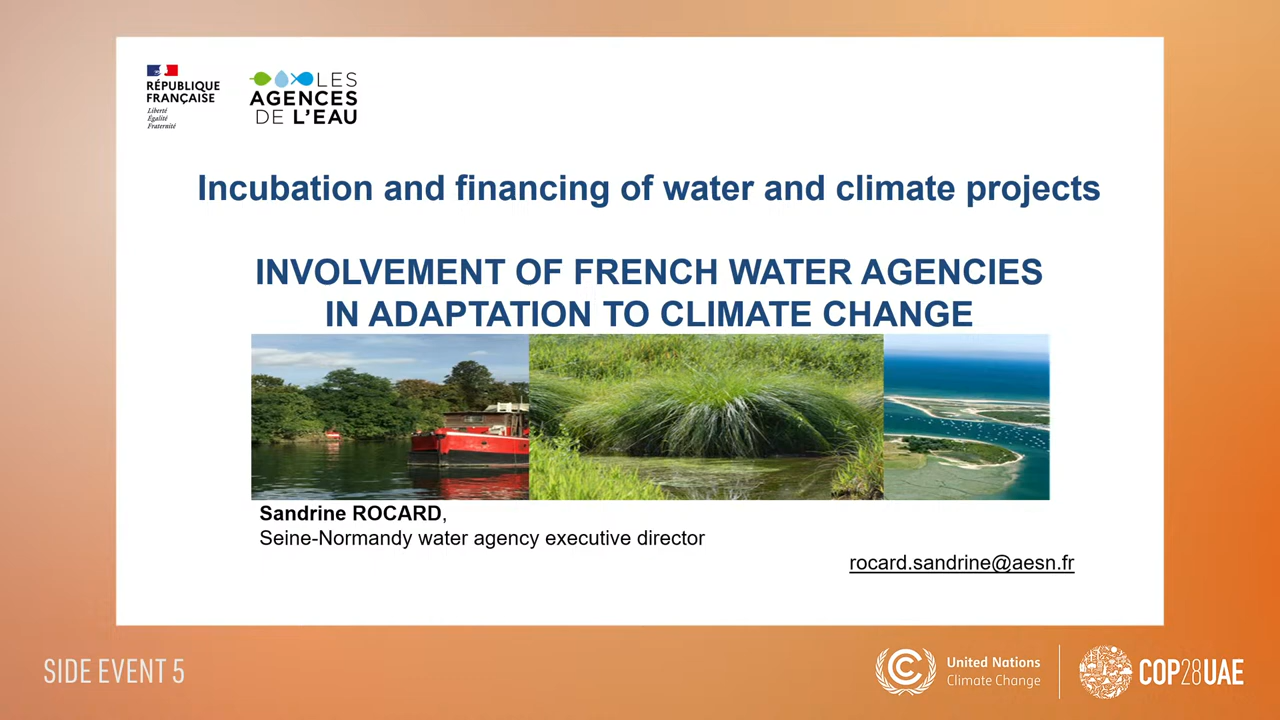 RÉPUBLIQUE
FRANÇAISE
Liberté
Égalité
Fraternité
LES
AGENCES
DE L'EAU
Incubation and financing of water and climate projects
INVOLVEMENT OF FRENCH WATER AGENCIES
IN ADAPTATION TO CLIMATE CHANGE
Sandrine ROCARD,
Seine-Normandy water agency executive director
rocard.sandrine@aesn.fr
SIDE EVENT 5
United Nations
Climate Change
COP28UAE